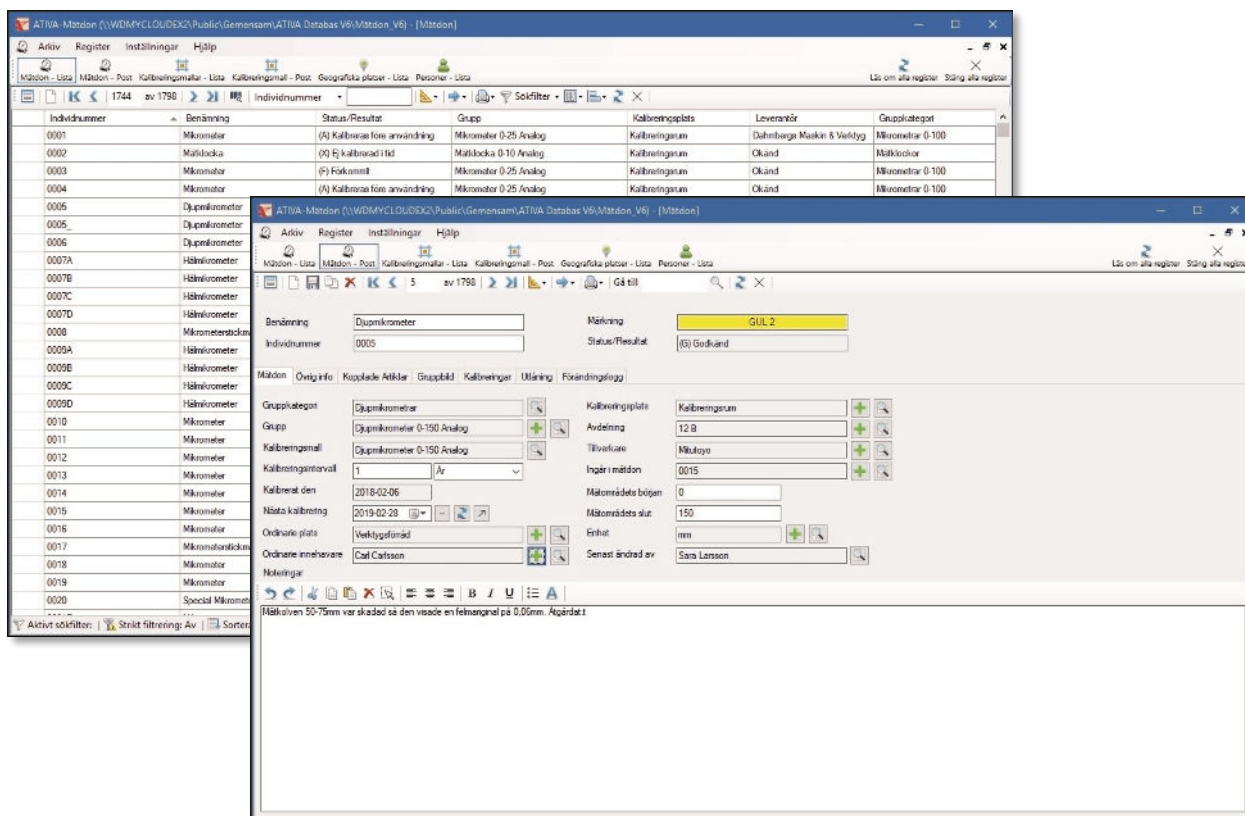 ATIVA-Mätdon (\\WDMYCLOUDEX2\Public\Gemensam\ATIVA Databas V6\Mätdon_V6) - [Mätdon]
Arkiv Register Inställningar Hjälp
Mätdon - Lista Mätdon - Post Kalibreringsmallar - Lista Kalibreringsmall - Post Geografiska platser - Lista Personer - Lista Läs om alla register Stäng alla register
1744 av 1798 Individnummer Sökfilter
Individnummer Benämning Status/Resultat Grupp Kalibreringsplats Leverantör Gruppkategori
0001 Mikrometer (A) Kalibreras före användning Mikrometer 0-25 Analog Kalibreringsrum Dahmbergs Maskin & Verktyg Mikrometrar 0-100
0002 Mätklocka (X) Ej kalibrerad i tid Mätklocka 0-10 Analog Kalibreringsrum Okänd Mätklockor
0003 Mikrometer (F) Förkommit Mikrometer 0-25 Analog Kalibreringsrum Okänd Mikrometrar 0-100
0004 Mikrometer (A) Kalibreras före användning Mikrometer 0-25 Analog Kalibreringsrum Okänd Mikrometrar 0-100
0005 Djupmikrometer
0005_ Djupmikrometer
0006 Djupmikrometer
0007A Hålmikrometer
0007B Hålmikrometer
0007C Hålmikrometer
0007D Hålmikrometer
0008 Mikrometerstickm
0009A Hålmikrometer
0009B Hålmikrometer
0009C Hålmikrometer
0009D Hålmikrometer
0010 Mikrometer
0011 Mikrometer
0012 Mikrometer
0013 Mikrometer
0014 Mikrometer
0015 Mikrometer
0016 Mikrometer
0017 Mikrometerstickm
0018 Mikrometer
0019 Mikrometer
0020 Special Mikromet
Aktivt sökfilter: | Strikt filtrering: Av | Sortera
ATIVA-Mätdon (\\WDMYCLOUDEX2\Public\Gemensam\ATIVA Databas V6\Mätdon_V6) - [Mätdon]
Arkiv Register Inställningar Hjälp
Mätdon - Lista Mätdon - Post Kalibreringsmallar - Lista Kalibreringsmall - Post Geografiska platser - Lista Personer - Lista Läs om alla register Stäng alla register
5 av 1798 Gå till
Benämning Djupmikrometer Märkning GUL 2
Individnummer 0005 Status/Resultat (G) Godkänd
Mätdon Övrig info Kopplade Artiklar Gruppbild Kalibreringar Utlåning Förändringslogg
Gruppkategori Djupmikrometrar Kalibreringsplats Kalibreringsrum
Grupp Djupmikrometer 0-150 Analog Avdelning 12 B
Kalibreringsmall Djupmikrometer 0-150 Analog Tillverkare Mitutoyo
Kalibreringsintervall 1 År Ingår i mätdon 0015
Kalibrerat den 2018-02-06 Mätområdets början 0
Nästa kalibrering 2019-02-28 Mätområdets slut 150
Ordinarie plats Verktygsförråd Enhet mm
Ordinarie innehavare Carl Carlsson Senast ändrad av Sara Larsson
Noteringar
B I U A
Mätkolven 50-75mm var skadad så den visade en felmarginal på 0,06mm. Åtgärdat.t